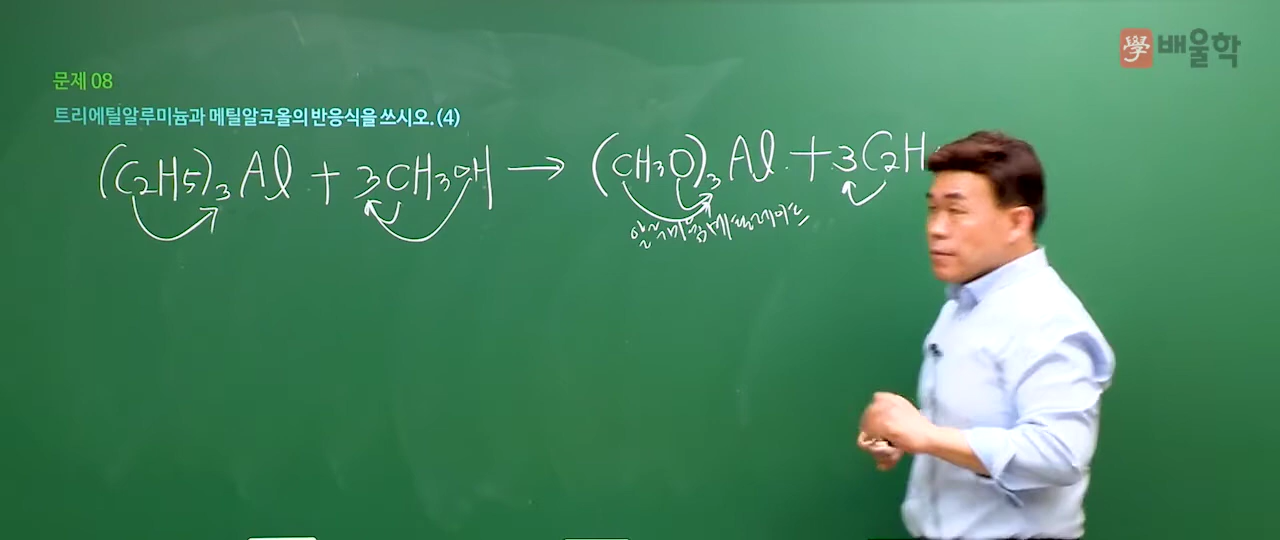 學 배울학
문제 08
트리에틸알루미늄과 메틸알코올의 반응식을 쓰시오. (4)
(C2H5)3Al + 3CH3OH → (CH3O)3Al + 3C2H